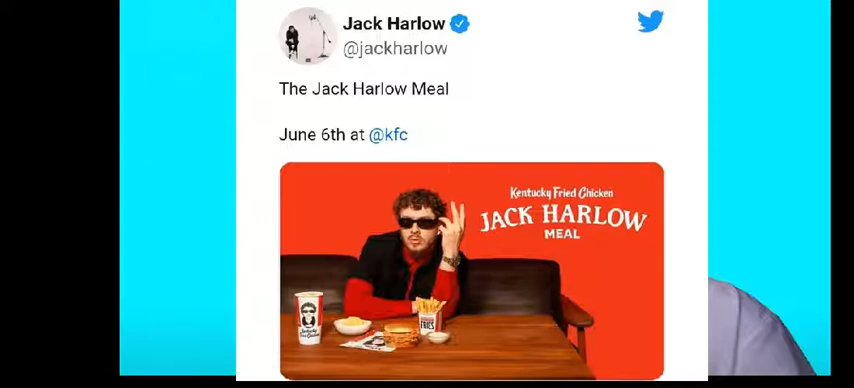 Jack Harlow
@jackharlow
The Jack Harlow Meal
June 6th at @kfc
Kentucky Fried Chicken
JACK HARLOW
MEAL
FRIES